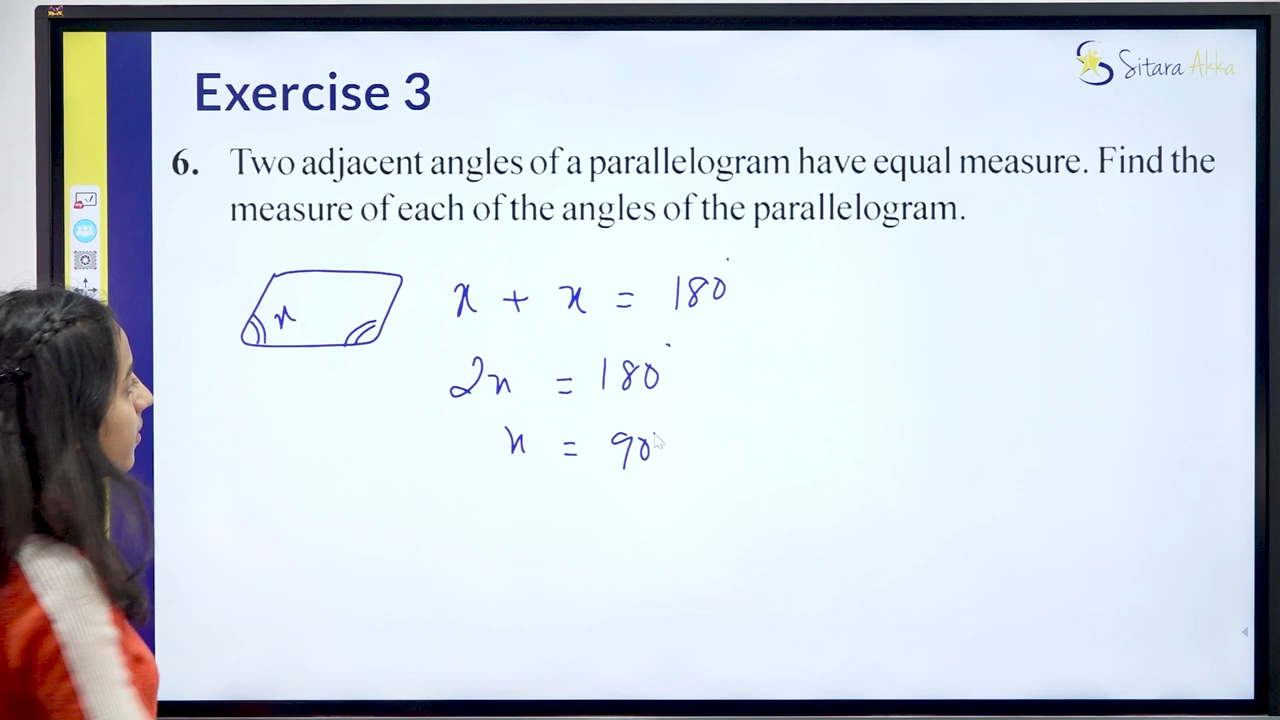 Sitara Akka
Exercise 3
6. Two adjacent angles of a parallelogram have equal measure. Find the
measure of each of the angles of the parallelogram.
x
x + x = 180°
2x = 180°
x = 90